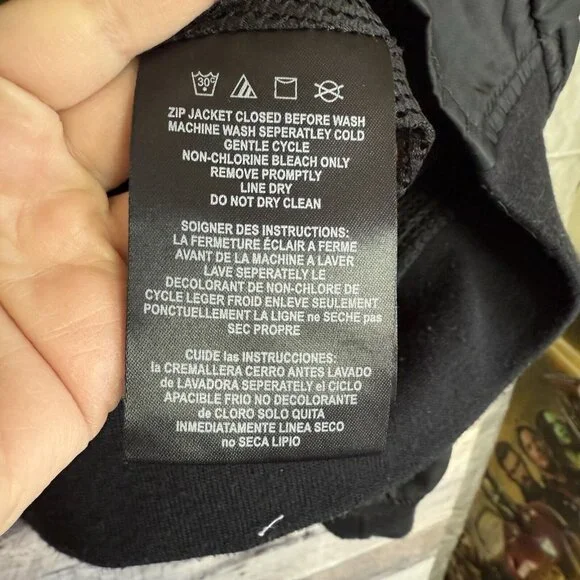 30°
ZIP JACKET CLOSED BEFORE WASH
MACHINE WASH SEPERATLEY COLD
GENTLE CYCLE
NON-CHLORINE BLEACH ONLY
REMOVE PROMPTLY
LINE DRY
DO NOT DRY CLEAN
SOIGNER DES INSTRUCTIONS:
LA FERMETURE ÉCLAIR A FERME
AVANT DE LA MACHINE A LAVER
LAVE SEPERATELY LE
DECOLORANT DE NON-CHLORE DE
CYCLE LEGER FROID ENLEVE SEULEMENT
PONCTUELLEMENT LA LIGNE ne SECHE pas
SEC PROPRE
CUIDE las INSTRUCCIONES:
la CREMALLERA CERRO ANTES LAVADO
de LAVADORA SEPERATELY el CICLO
APACIBLE FRIO NO DECOLORANTE
de CLORO SOLO QUITA
INMEDIATAMENTE LINEA SECO
no SECA LIPIO